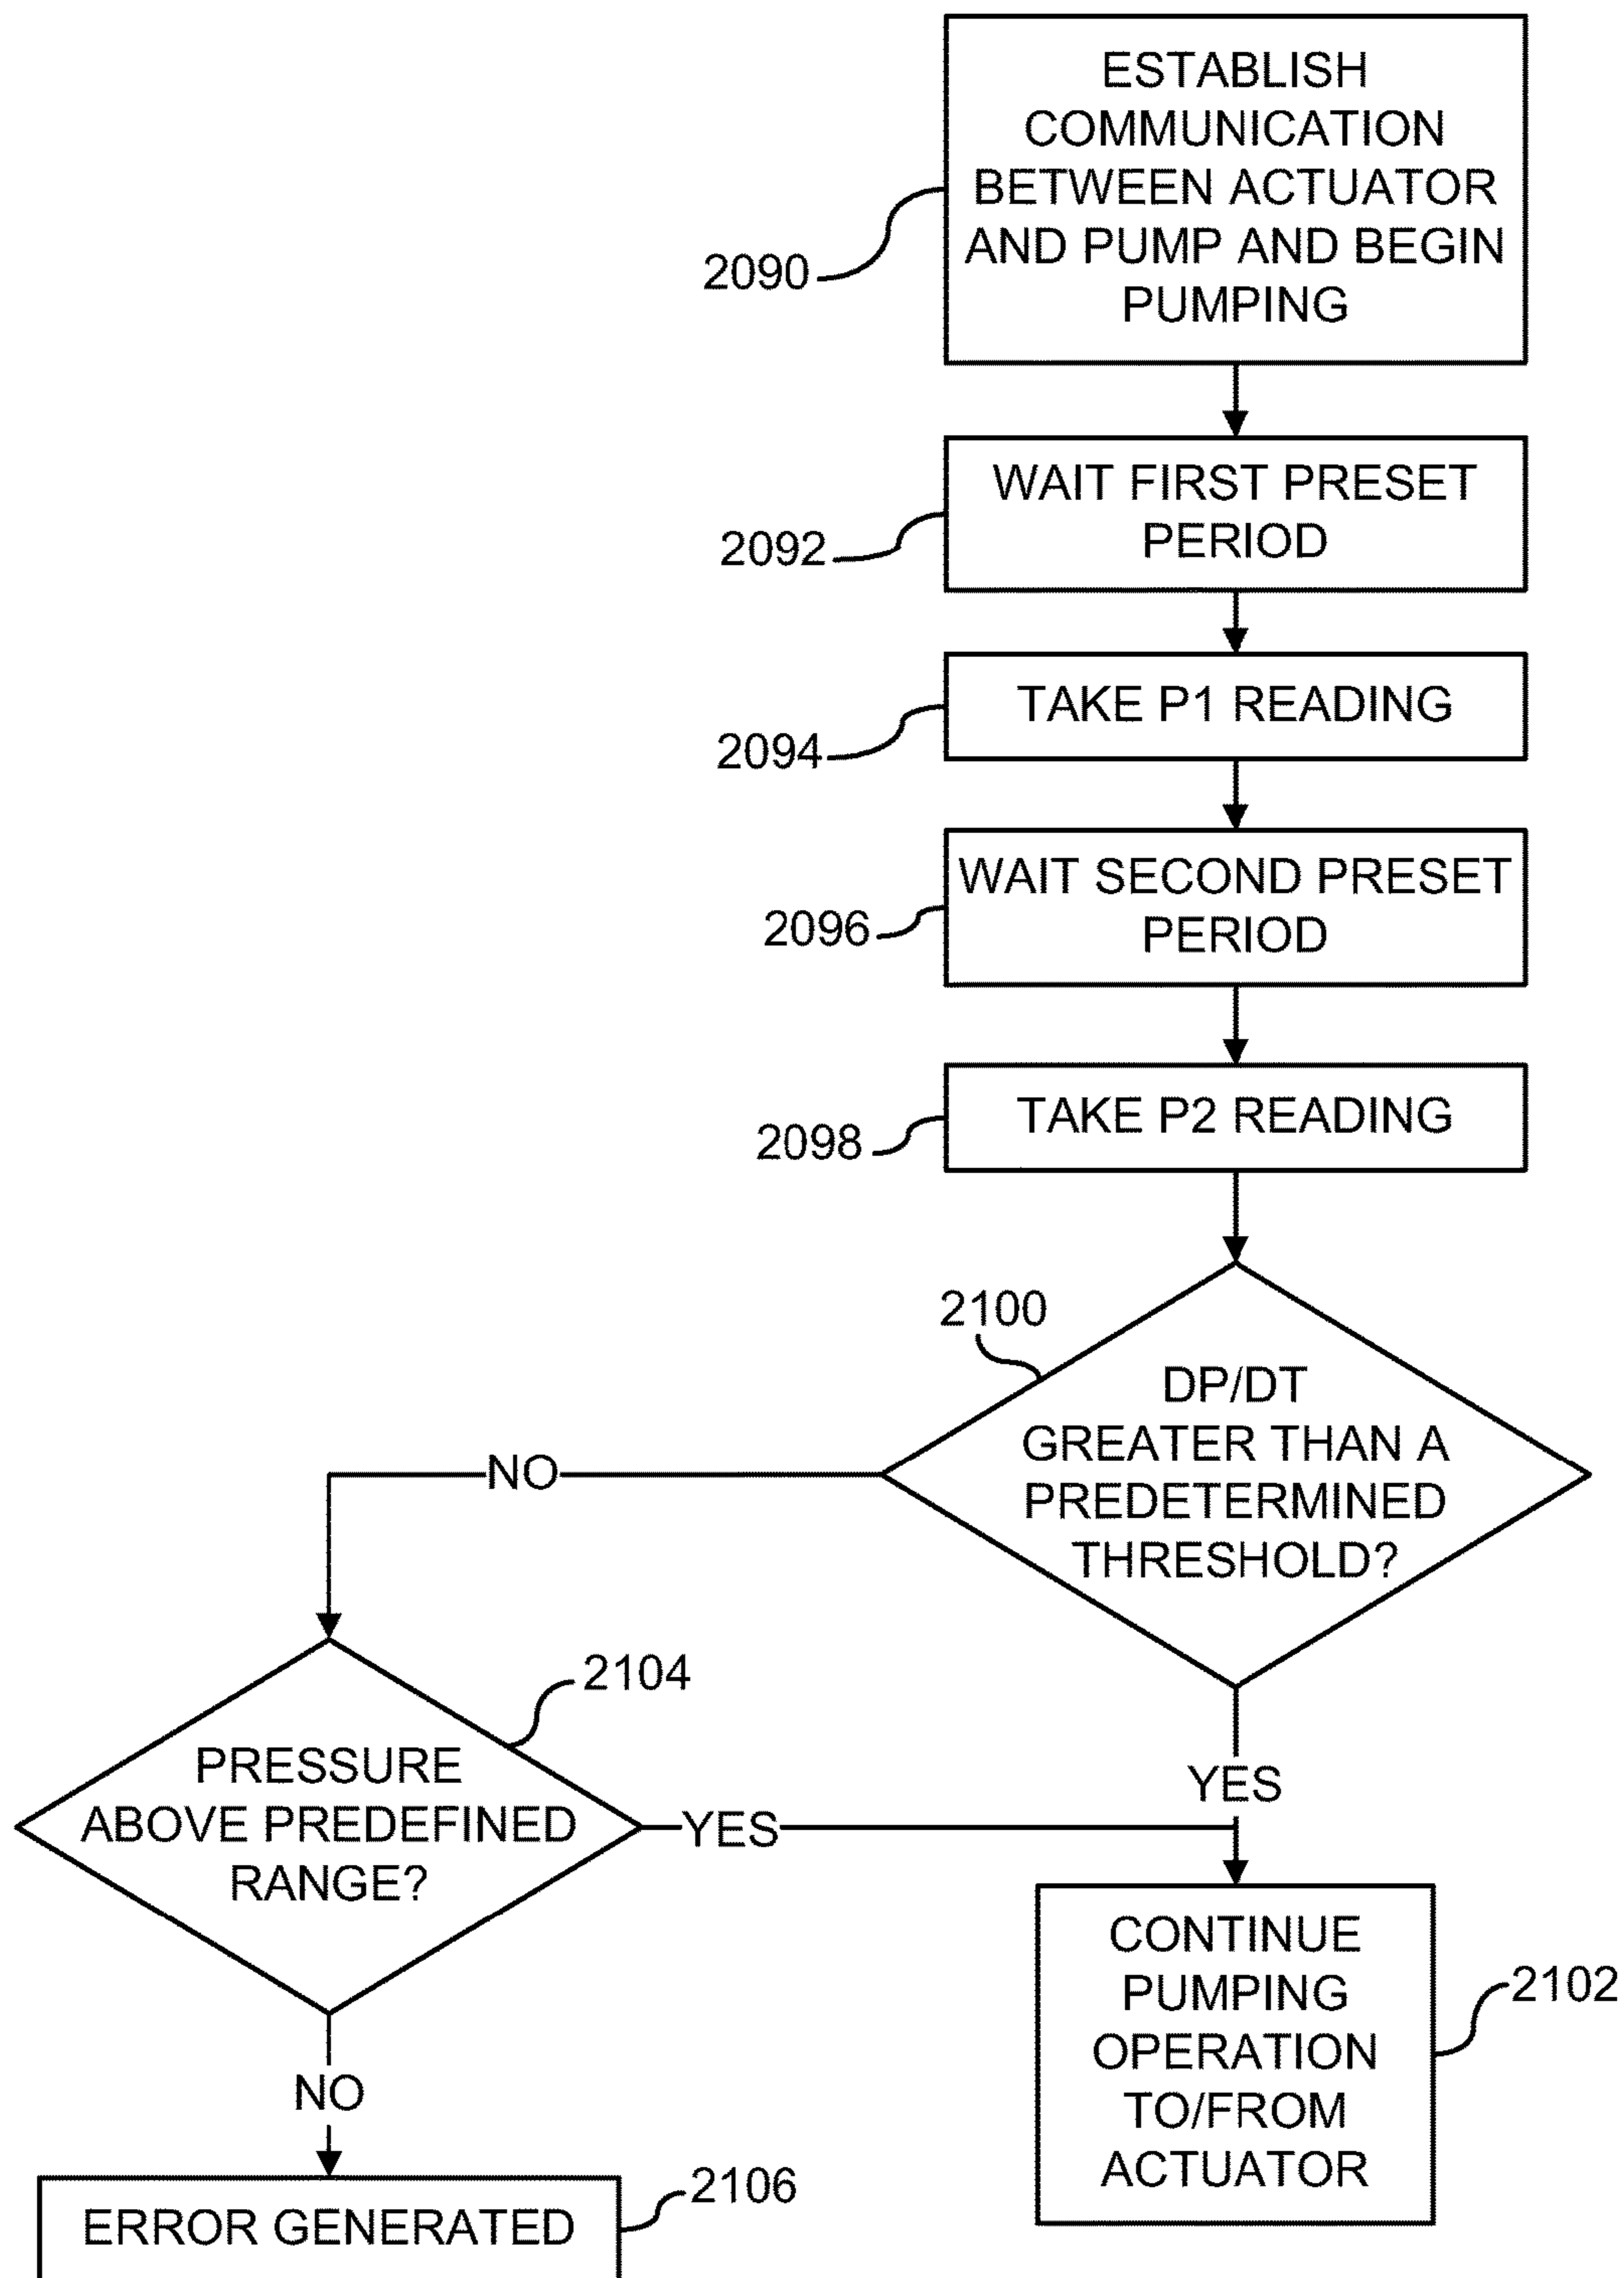 ESTABLISH
COMMUNICATION
BETWEEN ACTUATOR
AND PUMP AND BEGIN
PUMPING
2090
WAIT FIRST PRESET
PERIOD
2092
TAKE P1 READING
2094
WAIT SECOND PRESET
PERIOD
2096
TAKE P2 READING
2098
2100
DP/DT
GREATER THAN A
PREDETERMINED
THRESHOLD?
NO
YES
2104
PRESSURE
ABOVE PREDEFINED
RANGE?
YES
NO
CONTINUE
PUMPING
OPERATION
TO/FROM
ACTUATOR
2102
ERROR GENERATED
2106